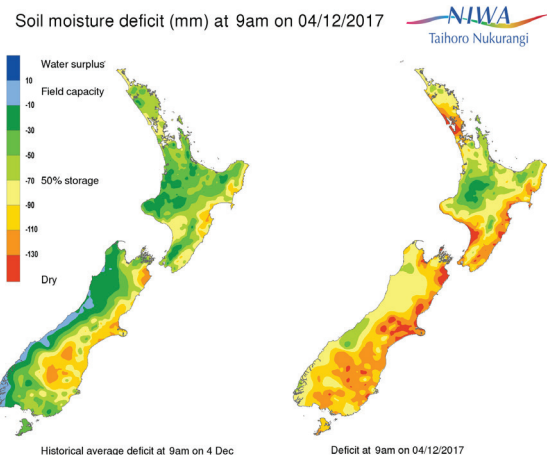 Soil moisture deficit (mm) at 9am on 04/12/2017
NIWA
Taihoro Nukurangi
Water surplus
10
Field capacity
-10
-30
-50
50% storage
-70
-90
-110
-130
Dry
Historical average deficit at 9am on 4 Dec
Deficit at 9am on 04/12/2017